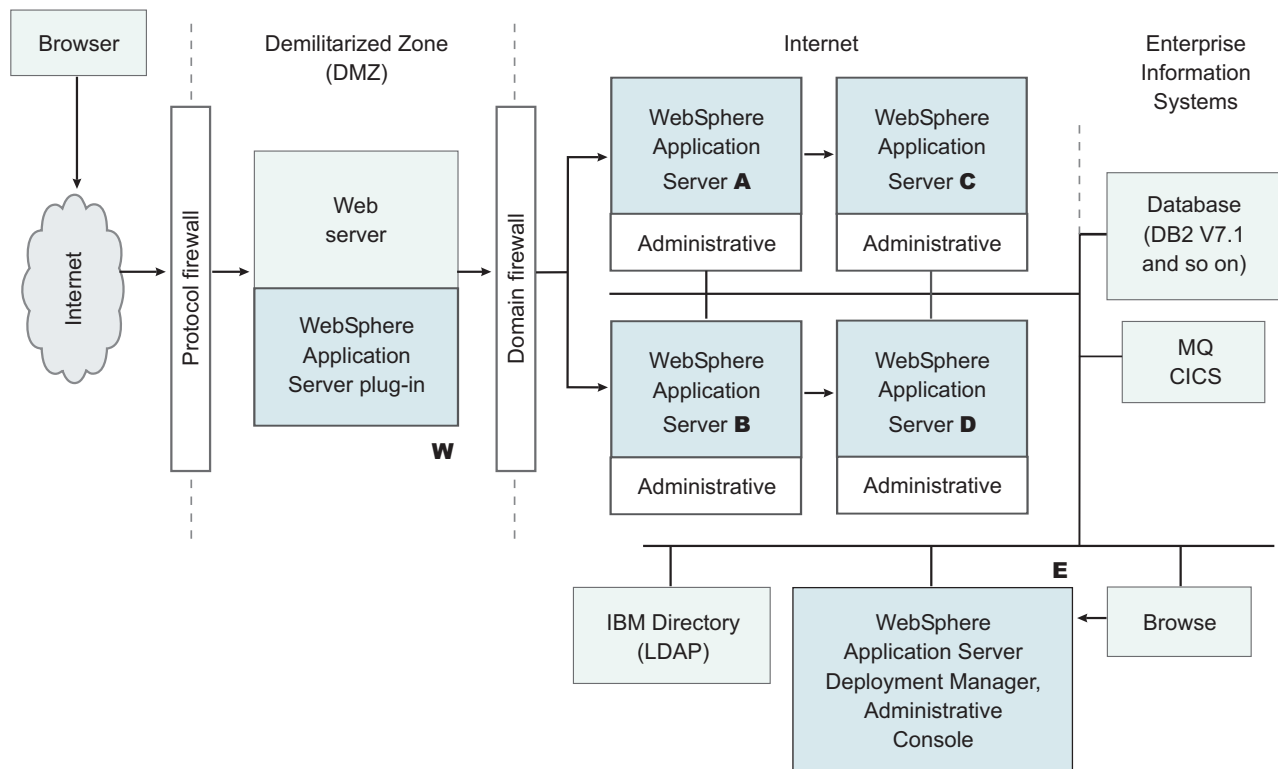 Browser
Demilitarized Zone
(DMZ)
Internet
Enterprise
Information
Systems
Internet
Protocol firewall
Web
server
WebSphere
Application
Server plug-in
W
Domain firewall
WebSphere
Application
Server A
Administrative
WebSphere
Application
Server C
Administrative
WebSphere
Application
Server B
Administrative
WebSphere
Application
Server D
Administrative
Database
(DB2 V7.1
and so on)
MQ
CICS
E
IBM Directory
(LDAP)
WebSphere
Application Server
Deployment Manager,
Administrative
Console
Browse